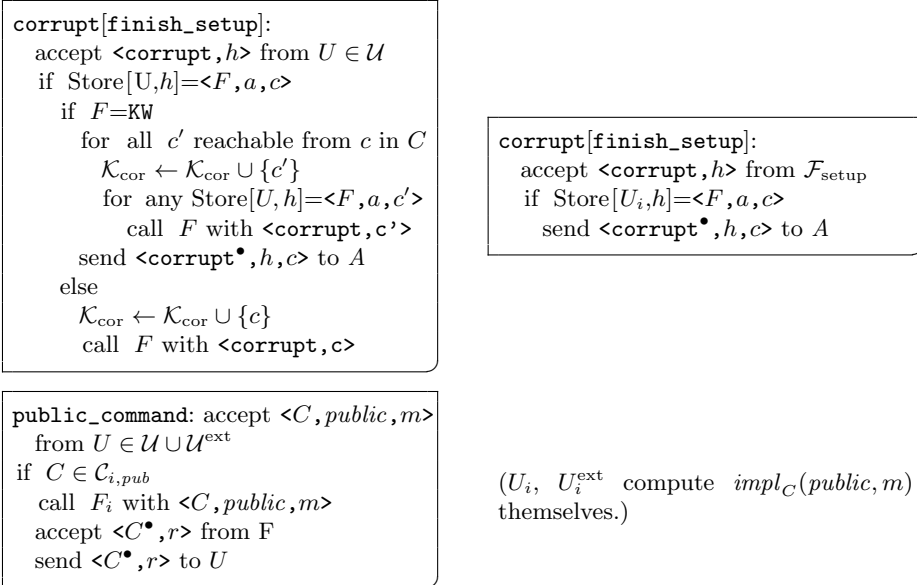 corrupt[finish_setup]:
accept <corrupt,h> from U ∈ 𝒰
if Store[U,h]=<F,a,c>
if F=KW
for all c′ reachable from c in C
𝒦cor ← 𝒦cor ∪ {c′}
for any Store[U, h]=<F,a,c′>
call F with <corrupt,c'>
send <corrupt•,h,c> to A
else
𝒦cor ← 𝒦cor ∪ {c}
call F with <corrupt,c>
corrupt[finish_setup]:
accept <corrupt,h> from ℱsetup
if Store[Ui,h]=<F,a,c>
send <corrupt•,h,c> to A
public_command: accept <C,public,m>
from U ∈ 𝒰 ∪ 𝒰ext
if C ∈ 𝒞i,pub
call Fi with <C,public,m>
accept <C•,r> from F
send <C•,r> to U
(Ui, Uiext compute implC(public, m)
themselves.)